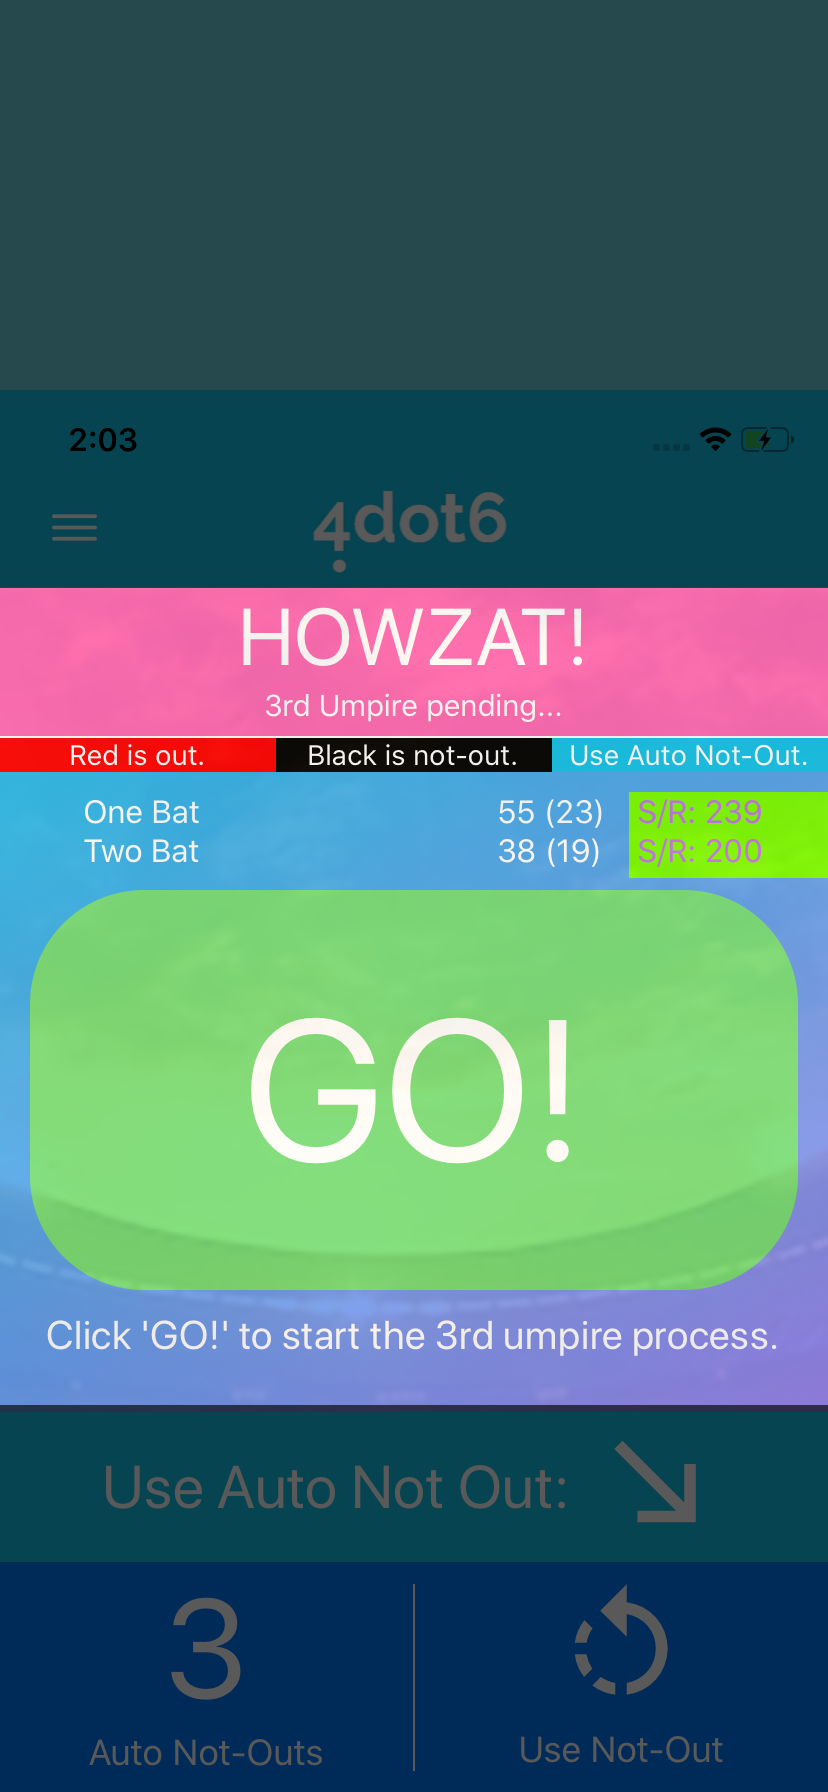 2:03
4dot6
HOWZAT!
3rd Umpire pending...
Red is out. Black is not-out. Use Auto Not-Out.
One Bat 55 (23) S/R: 239
Two Bat 38 (19) S/R: 200
GO!
Click 'GO!' to start the 3rd umpire process.
Use Auto Not Out:
3
Auto Not-Outs Use Not-Out